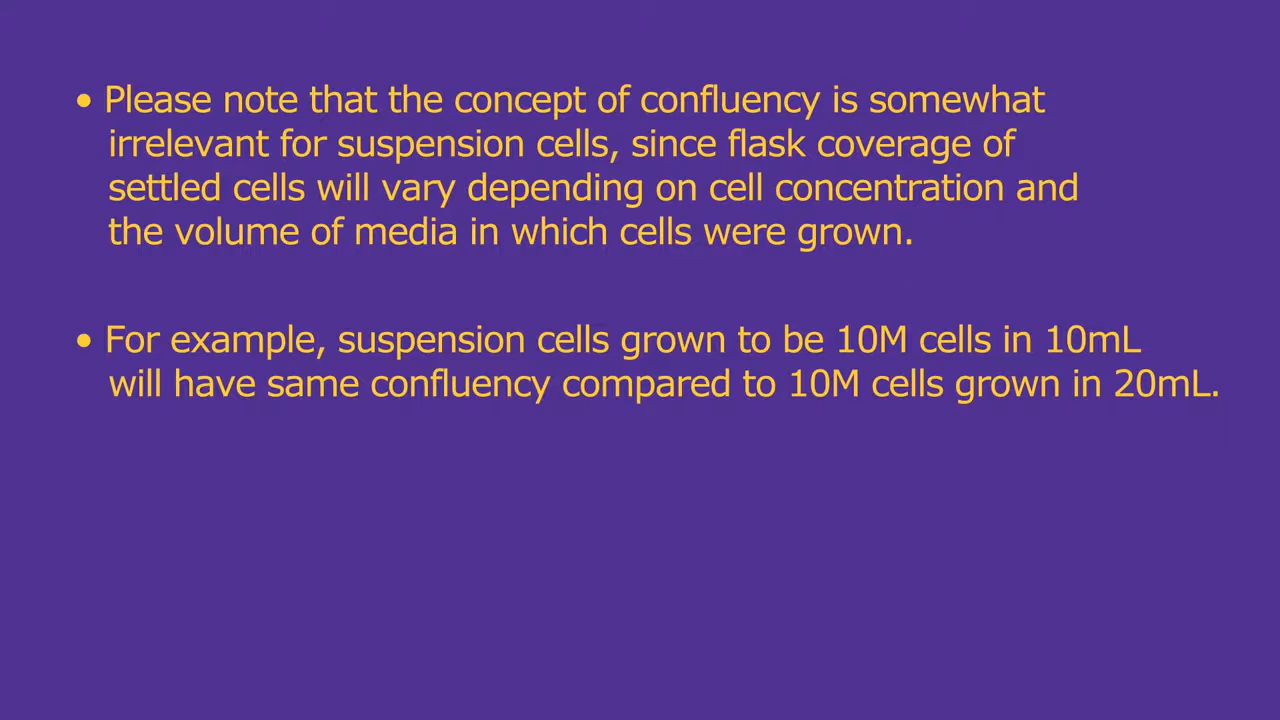 • Please note that the concept of confluency is somewhat
irrelevant for suspension cells, since flask coverage of
settled cells will vary depending on cell concentration and
the volume of media in which cells were grown.
• For example, suspension cells grown to be 10M cells in 10mL
will have same confluency compared to 10M cells grown in 20mL.